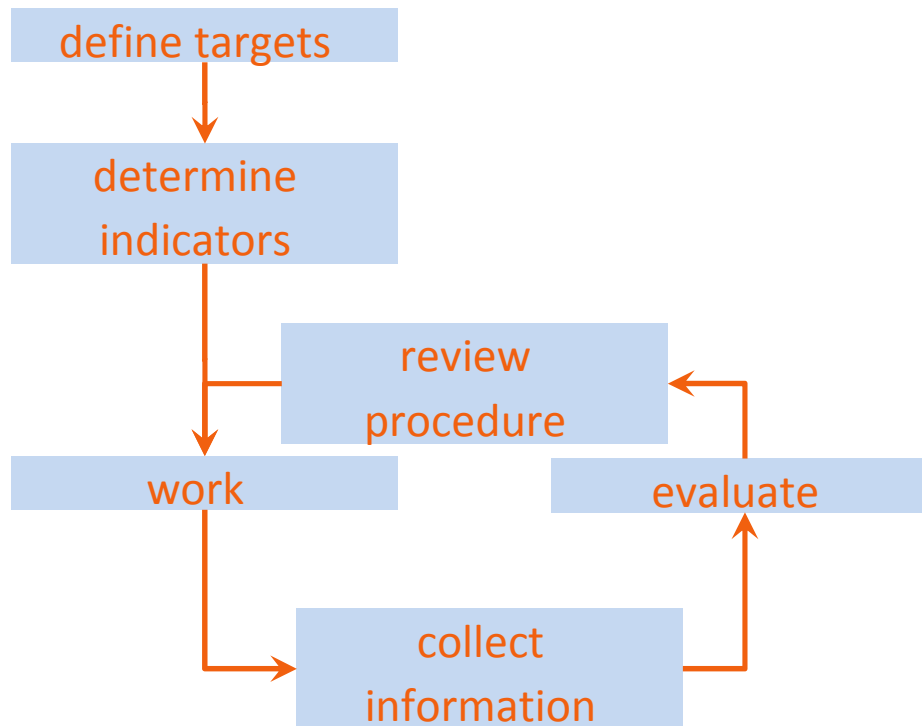 define targets
determine
indicators
review
procedure
work
evaluate
collect
information